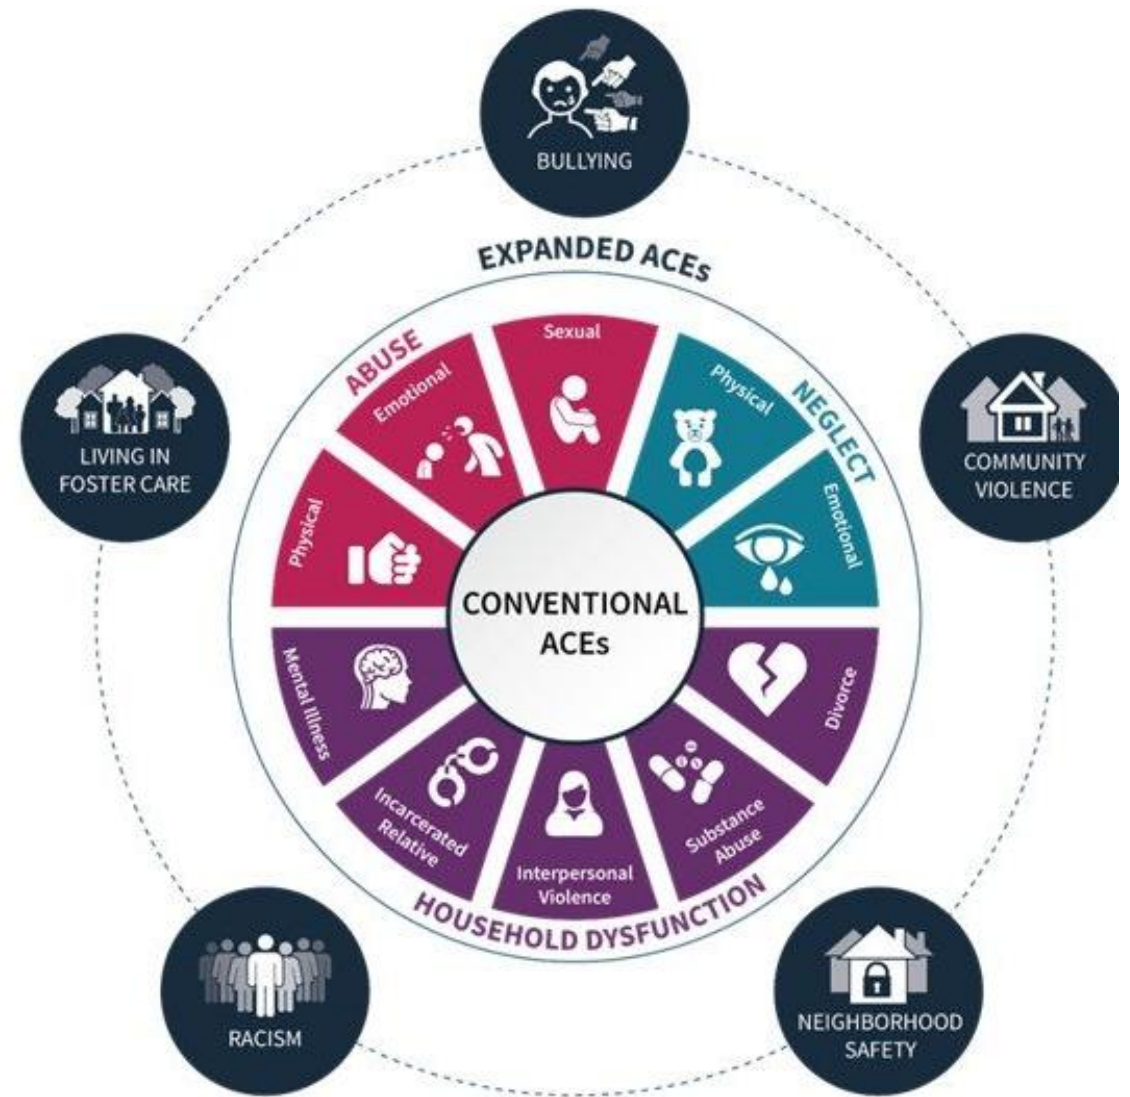 BULLYING
EXPANDED ACEs
LIVING IN
FOSTER CARE
COMMUNITY
VIOLENCE
ABUSE
Physical
Emotional
Sexual
NEGLECT
Physical
Emotional
CONVENTIONAL
ACEs
Mental Illness
Incarcerated
Relative
Interpersonal
Violence
Substance
Abuse
Divorce
HOUSEHOLD DYSFUNCTION
RACISM
NEIGHBORHOOD
SAFETY